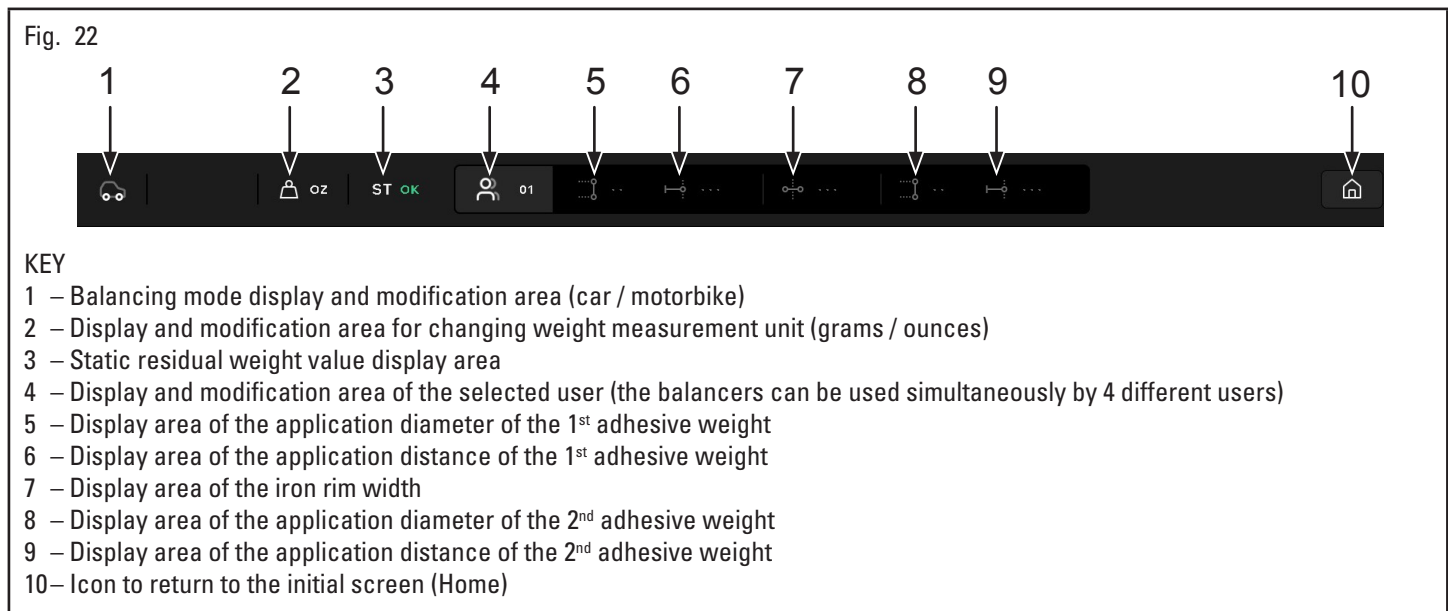 Fig. 22
1 2 3 4 5 6 7 8 9 10
OZ ST OK 01 .. ... ... .. ...
KEY
1 – Balancing mode display and modification area (car / motorbike)
2 – Display and modification area for changing weight measurement unit (grams / ounces)
3 – Static residual weight value display area
4 – Display and modification area of the selected user (the balancers can be used simultaneously by 4 different users)
5 – Display area of the application diameter of the 1st adhesive weight
6 – Display area of the application distance of the 1st adhesive weight
7 – Display area of the iron rim width
8 – Display area of the application diameter of the 2nd adhesive weight
9 – Display area of the application distance of the 2nd adhesive weight
10– Icon to return to the initial screen (Home)